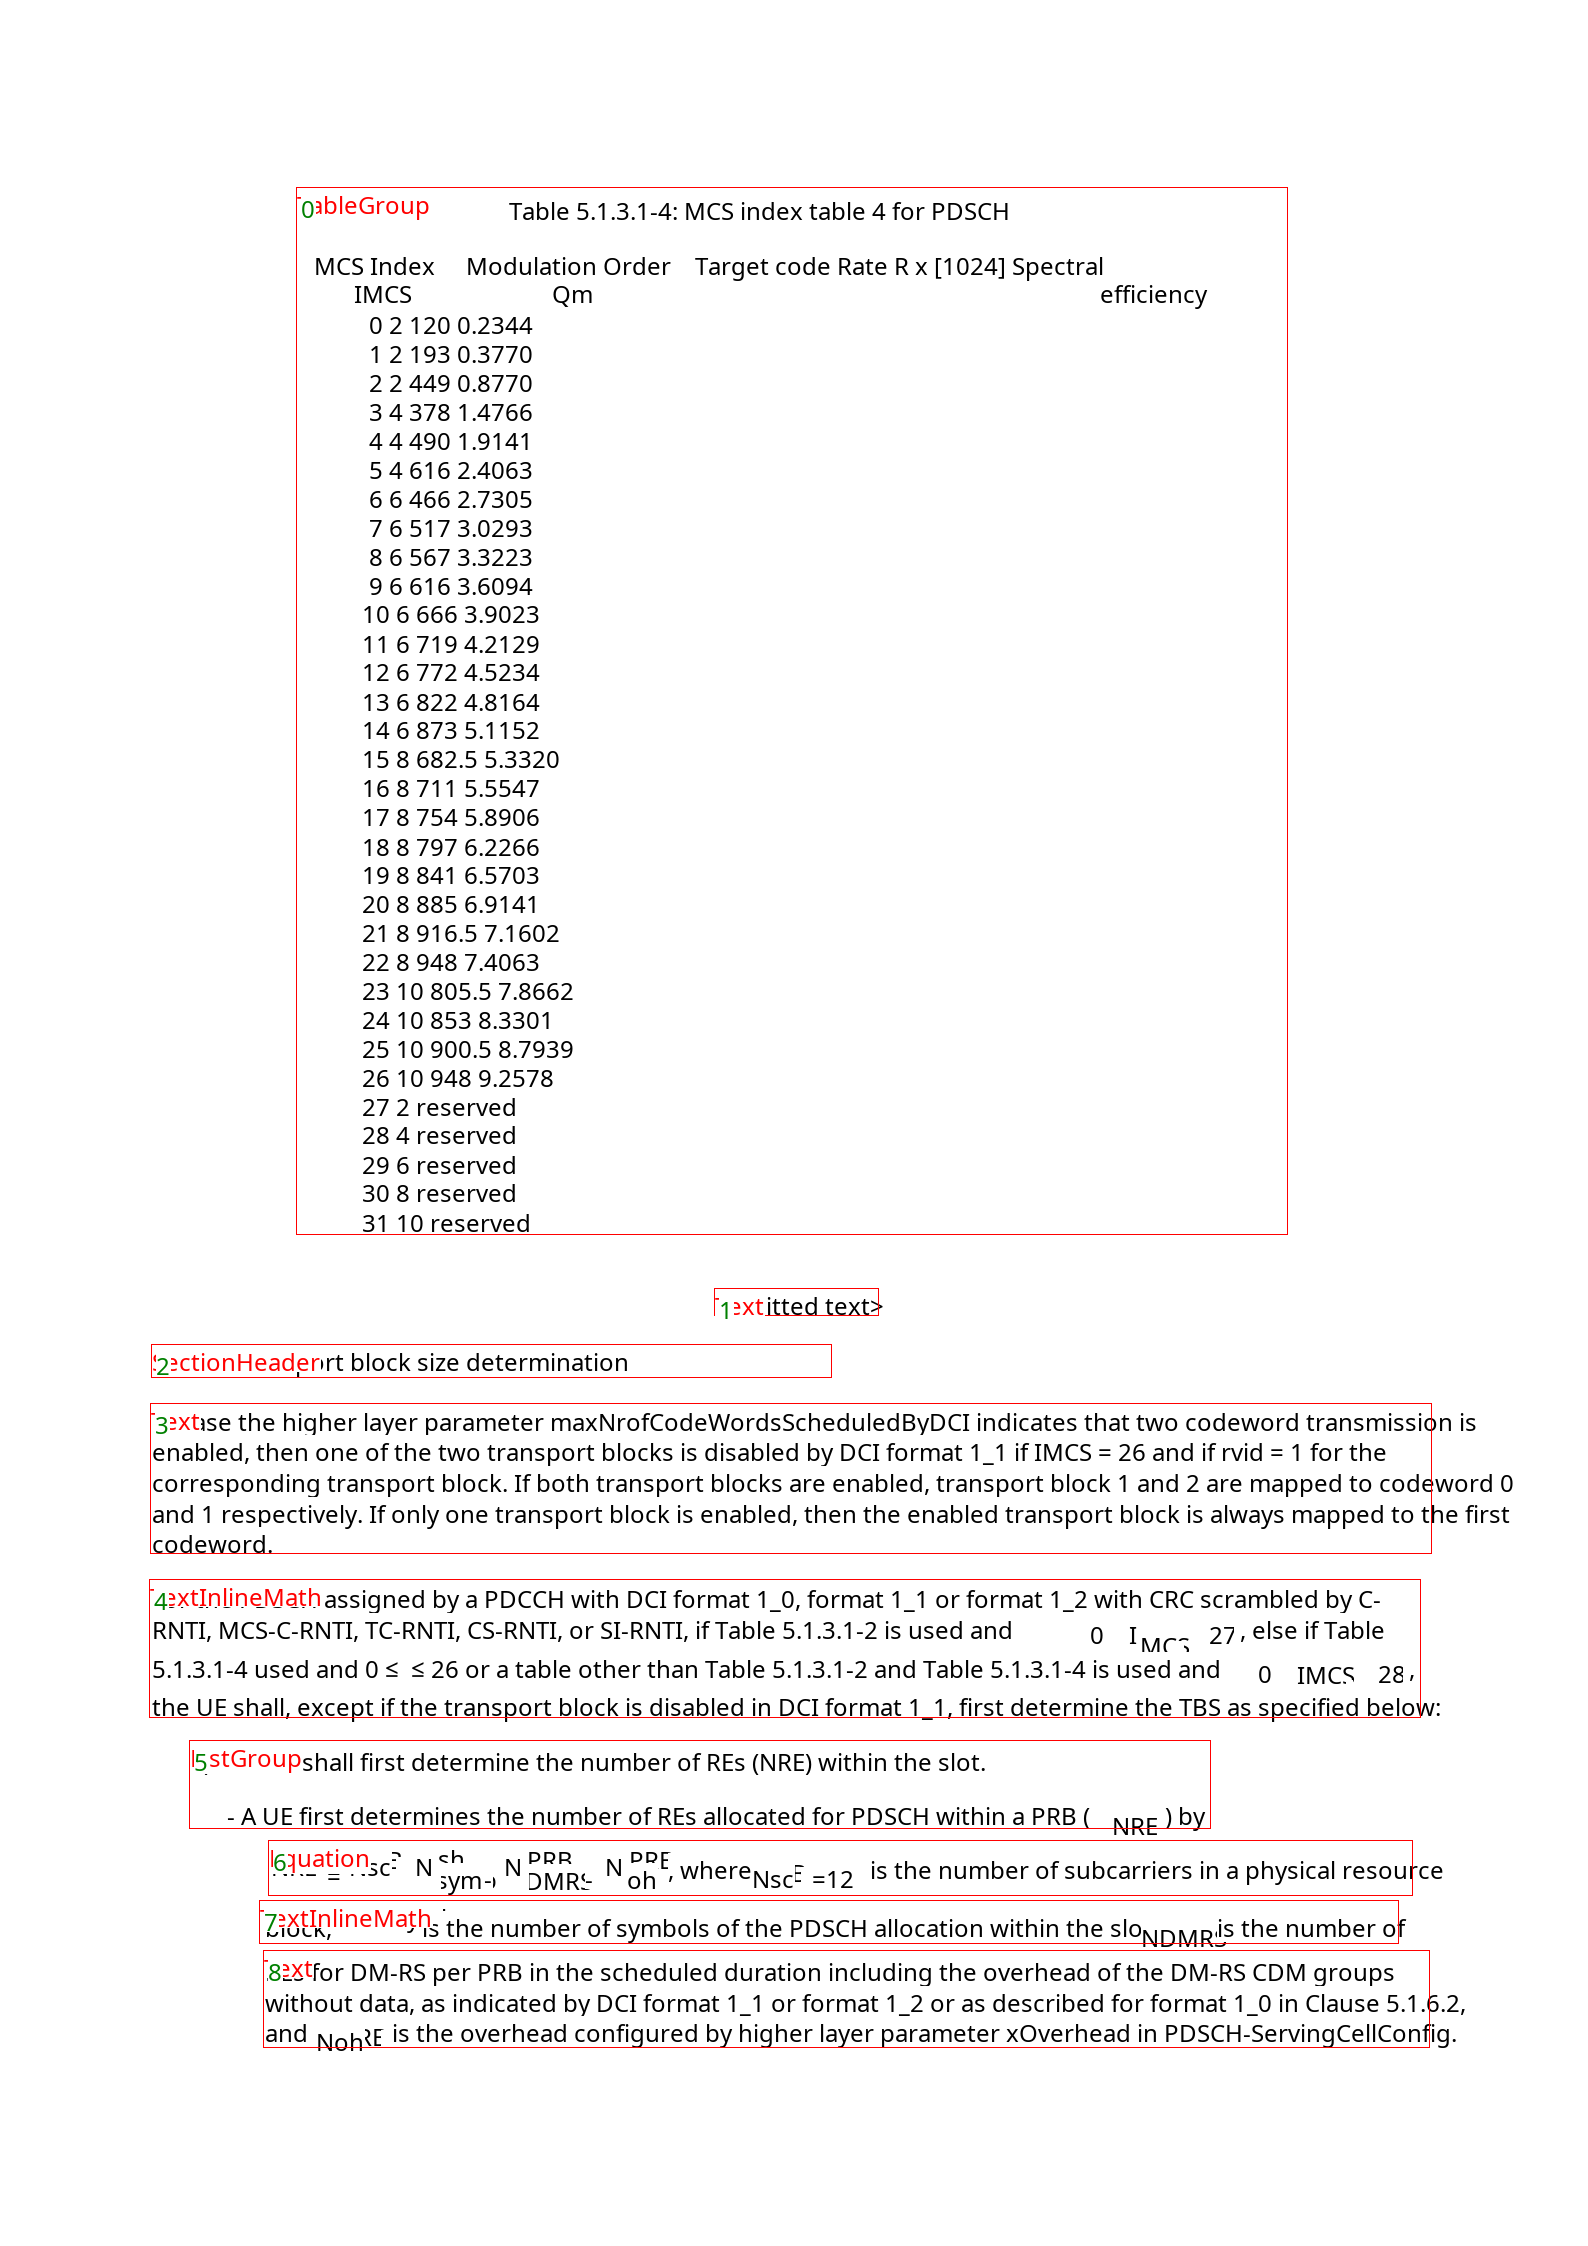 TableGroup
0
Table 5.1.3.1-4: MCS index table 4 for PDSCH
MCS Index Modulation Order Target code Rate R x [1024] Spectral
IMCS Qm efficiency
0 2 120 0.2344
1 2 193 0.3770
2 2 449 0.8770
3 4 378 1.4766
4 4 490 1.9141
5 4 616 2.4063
6 6 466 2.7305
7 6 517 3.0293
8 6 567 3.3223
9 6 616 3.6094
10 6 666 3.9023
11 6 719 4.2129
12 6 772 4.5234
13 6 822 4.8164
14 6 873 5.1152
15 8 682.5 5.3320
16 8 711 5.5547
17 8 754 5.8906
18 8 797 6.2266
19 8 841 6.5703
20 8 885 6.9141
21 8 916.5 7.1602
22 8 948 7.4063
23 10 805.5 7.8662
24 10 853 8.3301
25 10 900.5 8.7939
26 10 948 9.2578
27 2 reserved
28 4 reserved
29 6 reserved
30 8 reserved
31 10 reserved
1 Text itted text>
2 SectionHeader ort block size determination
3 Text ase the higher layer parameter maxNrofCodeWordsScheduledByDCI indicates that two codeword transmission is
enabled, then one of the two transport blocks is disabled by DCI format 1_1 if IMCS = 26 and if rvid = 1 for the
corresponding transport block. If both transport blocks are enabled, transport block 1 and 2 are mapped to codeword 0
and 1 respectively. If only one transport block is enabled, then the enabled transport block is always mapped to the first
codeword.
4 TextInlineMath assigned by a PDCCH with DCI format 1_0, format 1_1 or format 1_2 with CRC scrambled by C-
RNTI, MCS-C-RNTI, TC-RNTI, CS-RNTI, or SI-RNTI, if Table 5.1.3.1-2 is used and 0 I MCS 27 , else if Table
5.1.3.1-4 used and 0 ≤ ≤ 26 or a table other than Table 5.1.3.1-2 and Table 5.1.3.1-4 is used and 0 IMCS 28 ,
the UE shall, except if the transport block is disabled in DCI format 1_1, first determine the TBS as specified below:
5 ListGroup shall first determine the number of REs (NRE) within the slot.
- A UE first determines the number of REs allocated for PDSCH within a PRB ( NRE ) by
6 Equation N sh sym N PRB DMRS N PRB oh , where Nsc =12 is the number of subcarriers in a physical resource
7 TextInlineMath block, is the number of symbols of the PDSCH allocation within the slo NDMRS is the number of
8 Text for DM-RS per PRB in the scheduled duration including the overhead of the DM-RS CDM groups
without data, as indicated by DCI format 1_1 or format 1_2 or as described for format 1_0 in Clause 5.1.6.2,
and Noh is the overhead configured by higher layer parameter xOverhead in PDSCH-ServingCellConfig.